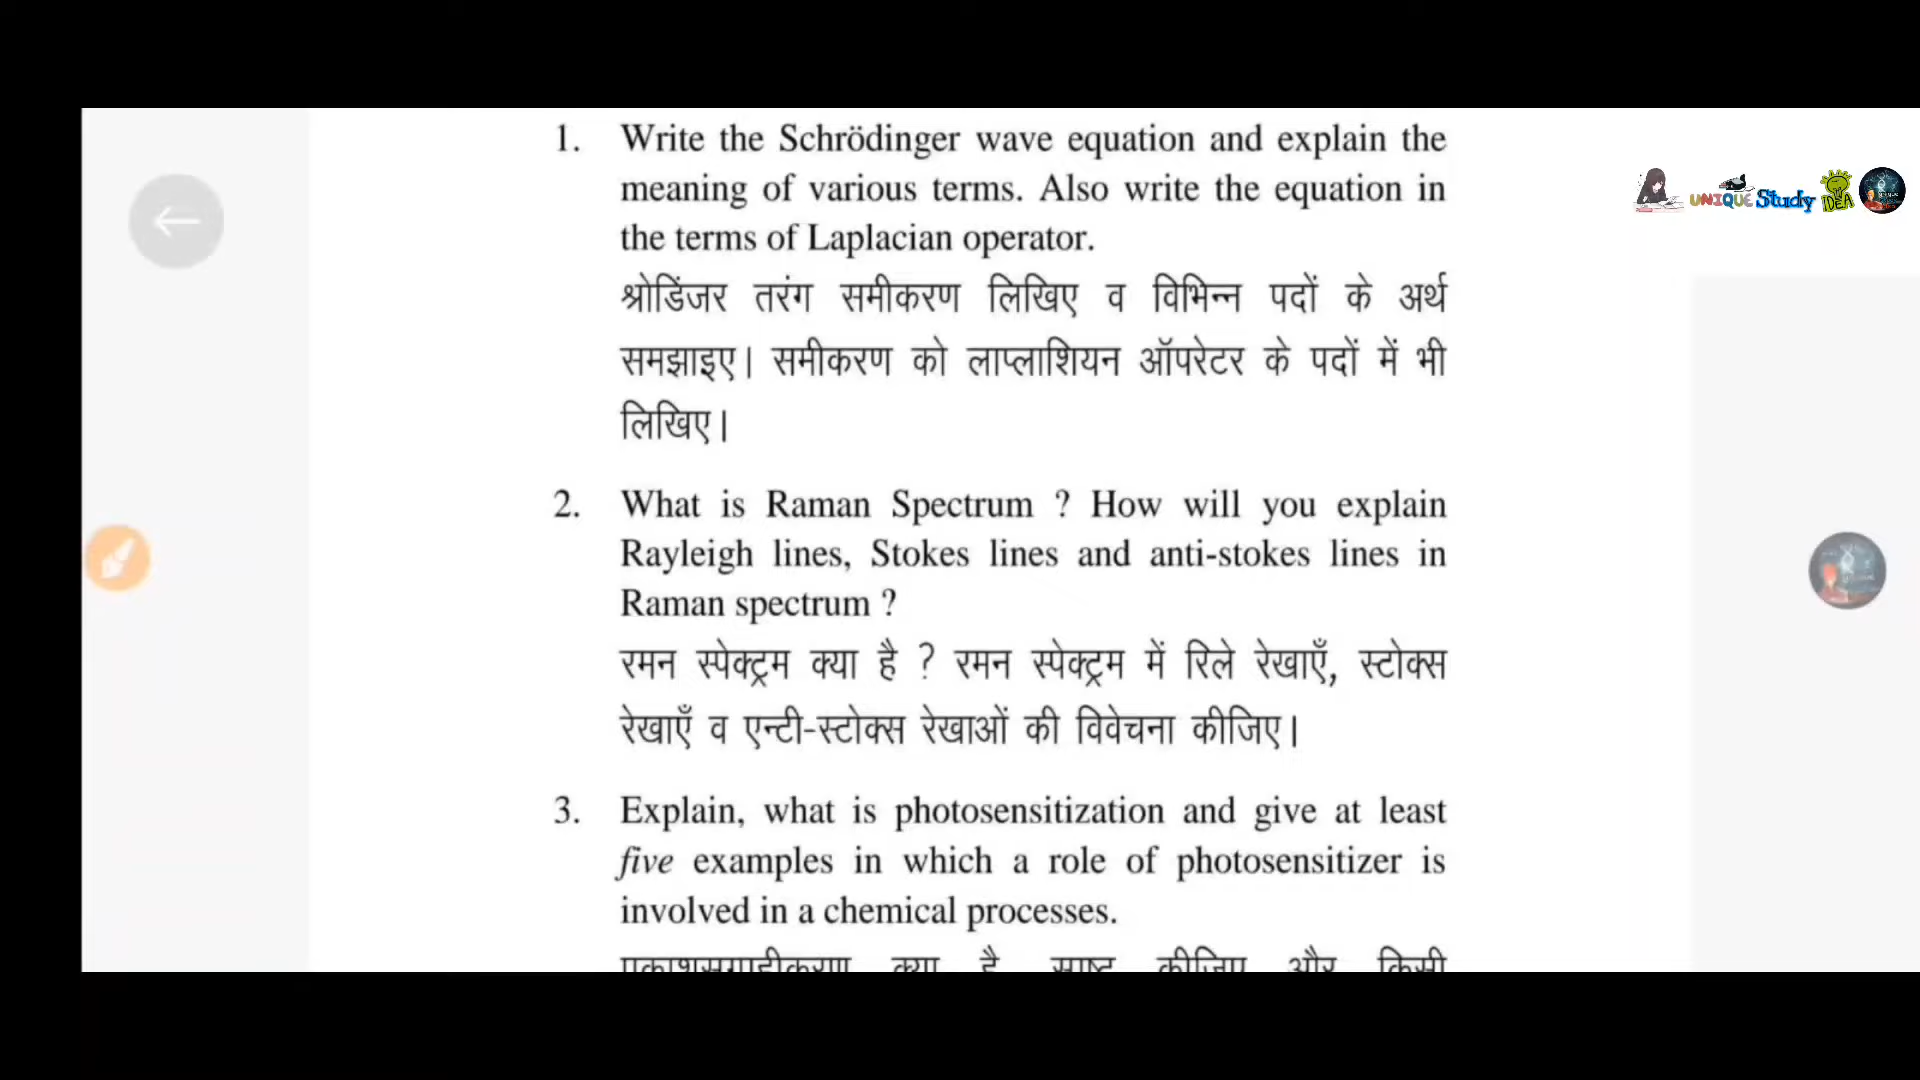 1. Write the Schrödinger wave equation and explain the
meaning of various terms. Also write the equation in
the terms of Laplacian operator.
श्रोडिंजर तरंग समीकरण लिखिए व विभिन्न पदों के अर्थ
समझाइए। समीकरण को लाप्लाशियन ऑपरेटर के पदों में भी
लिखिए।
UNIQUE Study IDEA
2. What is Raman Spectrum ? How will you explain
Rayleigh lines, Stokes lines and anti-stokes lines in
Raman spectrum ?
रमन स्पेक्ट्रम क्या है ? रमन स्पेक्ट्रम में रिले रेखाएँ, स्टोक्स
रेखाएँ व एन्टी-स्टोक्स रेखाओं की विवेचना कीजिए।
3. Explain, what is photosensitization and give at least
five examples in which a role of photosensitizer is
involved in a chemical processes.
क्या है स्पष्ट कीजिए और किसी